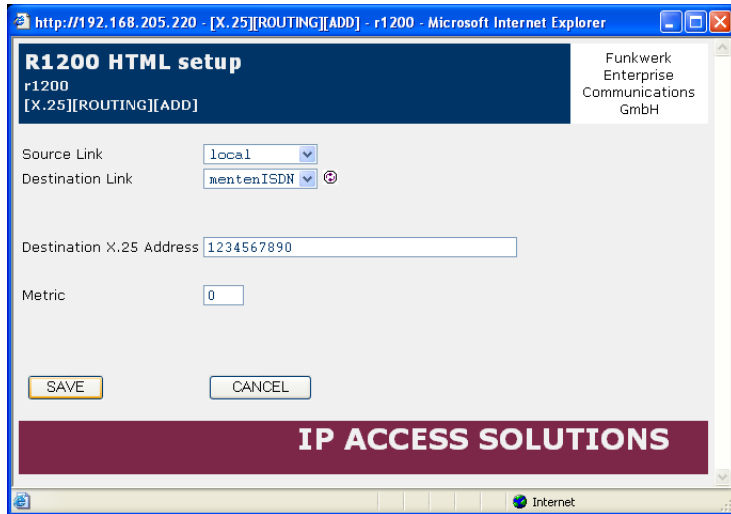 http://192.168.205.220 - [X.25][ROUTING][ADD] - r1200 - Microsoft Internet Explorer
R1200 HTML setup
r1200
[X.25][ROUTING][ADD]
Funkwerk
Enterprise
Communications
GmbH
Source Link local
Destination Link mentenISDN
Destination X.25 Address 1234567890
Metric 0
SAVE CANCEL
IP ACCESS SOLUTIONS
Internet